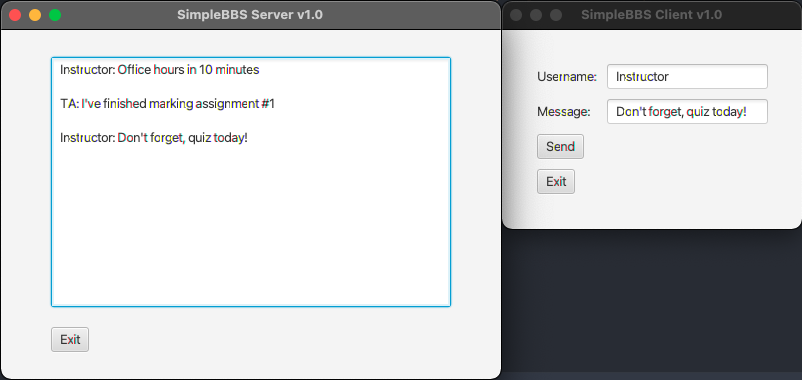 SimpleBBS Server v1.0
Instructor: Office hours in 10 minutes
TA: I've finished marking assignment #1
Instructor: Don't forget, quiz today!
Exit
SimpleBBS Client v1.0
Username: Instructor
Message: Don't forget, quiz today!
Send
Exit